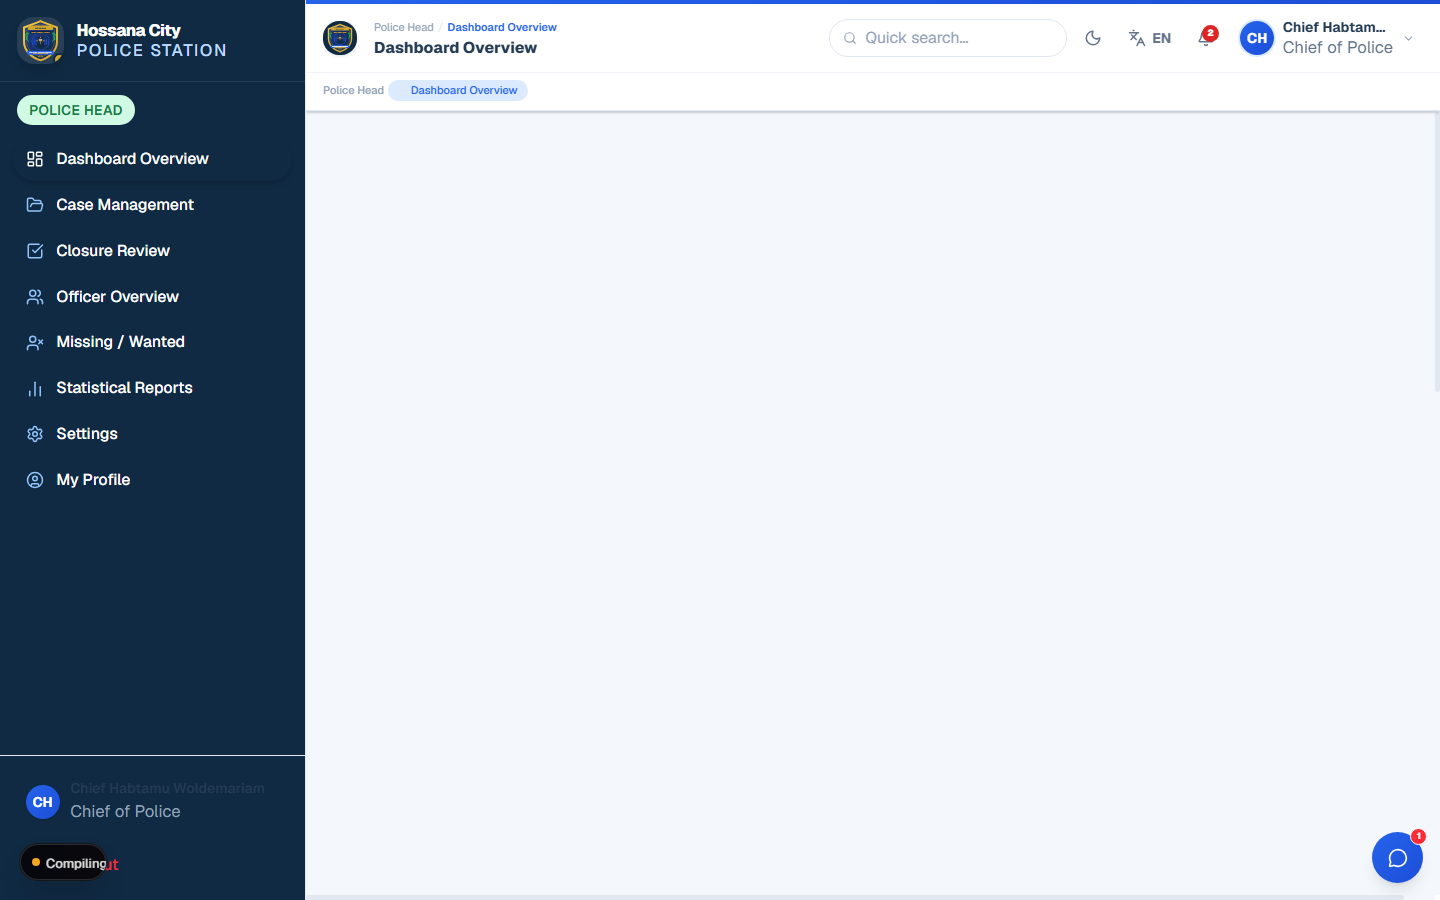 Hossana City
POLICE STATION
POLICE HEAD
Dashboard Overview
Case Management
Closure Review
Officer Overview
Missing / Wanted
Statistical Reports
Settings
My Profile
CH
Chief Habtamu Woldemariam
Chief of Police
Compiling
ut
Police Head / Dashboard Overview
Dashboard Overview
Quick search...
EN
2
CH
Chief Habtam...
Chief of Police
Police Head
Dashboard Overview
1